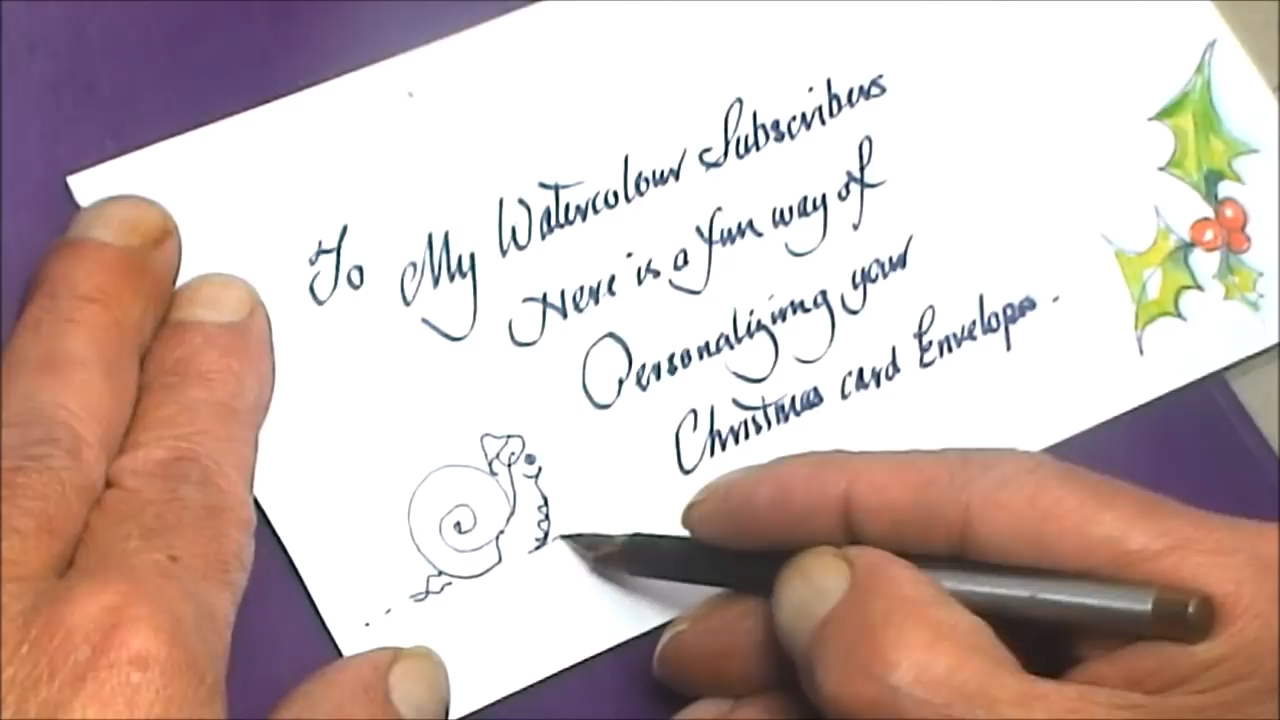 To My Watercolour Subscribers
Here is a fun way of
Personalizing your
Christmas card Envelopes.